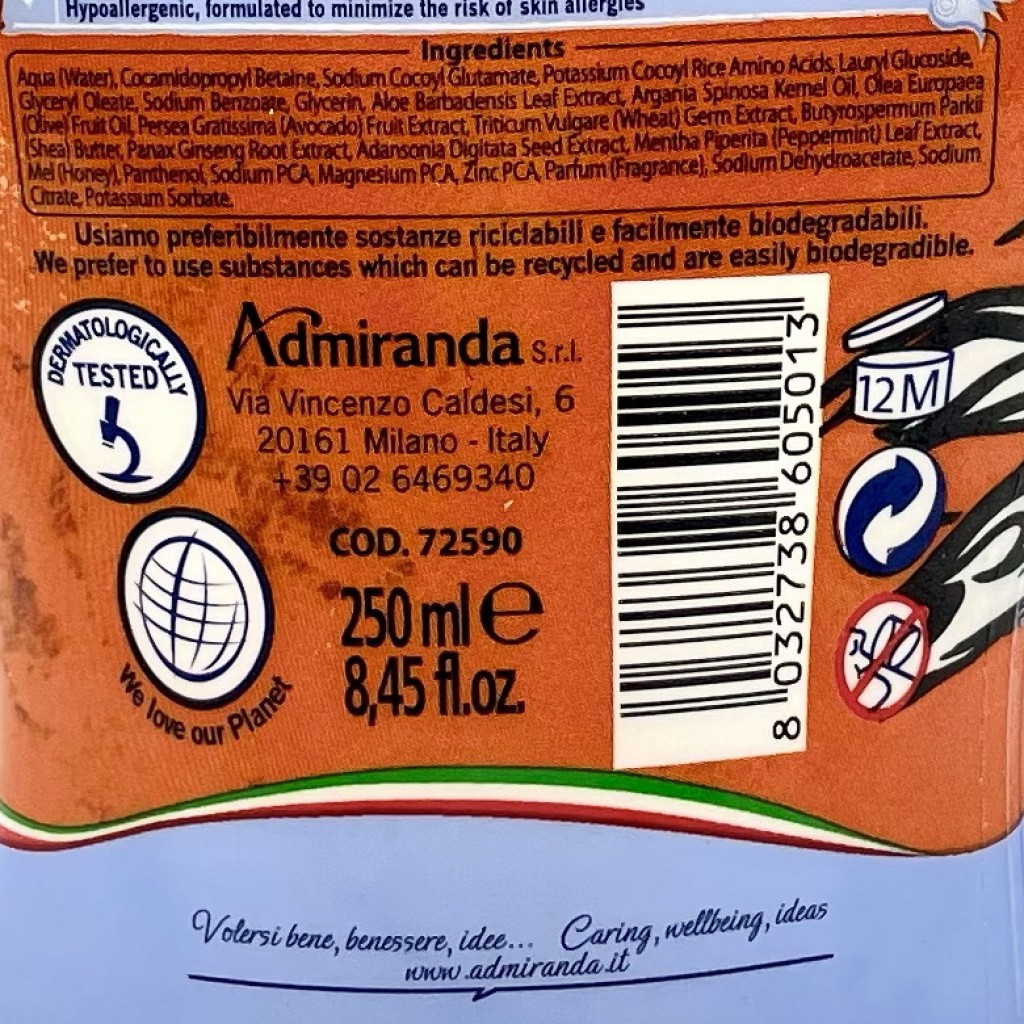 Hypoallergenic, formulated to minimize the risk of skin allergies
Ingredients
Aqua (Water), Cocamidopropyl Betaine, Sodium Cocoyl Glutamate, Potassium Cocoyl Rice Amino Acids, Lauryl Glucoside,
Glyceryl Oleate, Sodium Benzoate, Glycerin, Aloe Barbadensis Leaf Extract, Argania Spinosa Kernel Oil, Olea Europaea
(Olive) Fruit Oil, Persea Gratissima (Avocado) Fruit Extract, Triticum Vulgare (Wheat) Germ Extract, Butyrospermum Parkii
(Shea) Butter, Panax Ginseng Root Extract, Adansonia Digitata Seed Extract, Mentha Piperita (Peppermint) Leaf Extract,
Mel (Honey), Panthenol, Sodium PCA, Magnesium PCA, Zinc PCA, Parfum (Fragrance), Sodium Dehydroacetate, Sodium
Citrate, Potassium Sorbate.
Usiamo preferibilmente sostanze riciclabili e facilmente biodegradabili.
We prefer to use substances which can be recycled and are easily biodegradible.
DERMATOLOGICALLY
TESTED
Admiranda S.r.l.
Via Vincenzo Caldesi, 6
20161 Milano - Italy
+39 02 6469340
COD. 72590
250 ml e
8,45 fl.oz.
We love our Planet
8 032738 605013
12 M
Volersi bene, benessere, idee... Caring, wellbeing, ideas
www.admiranda.it